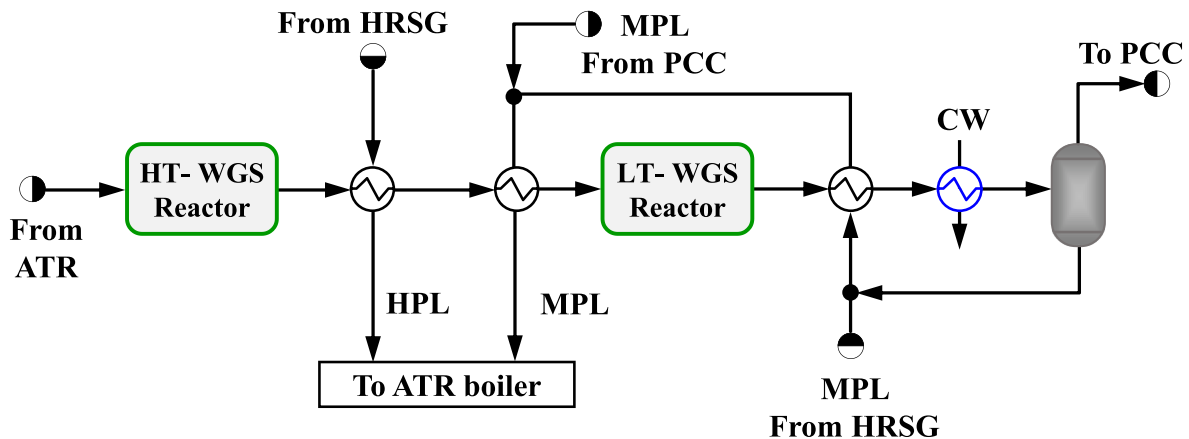 From HRSG
MPL
From PCC
To PCC
CW
HT- WGS
Reactor
LT- WGS
Reactor
From
ATR
HPL
MPL
To ATR boiler
MPL
From HRSG